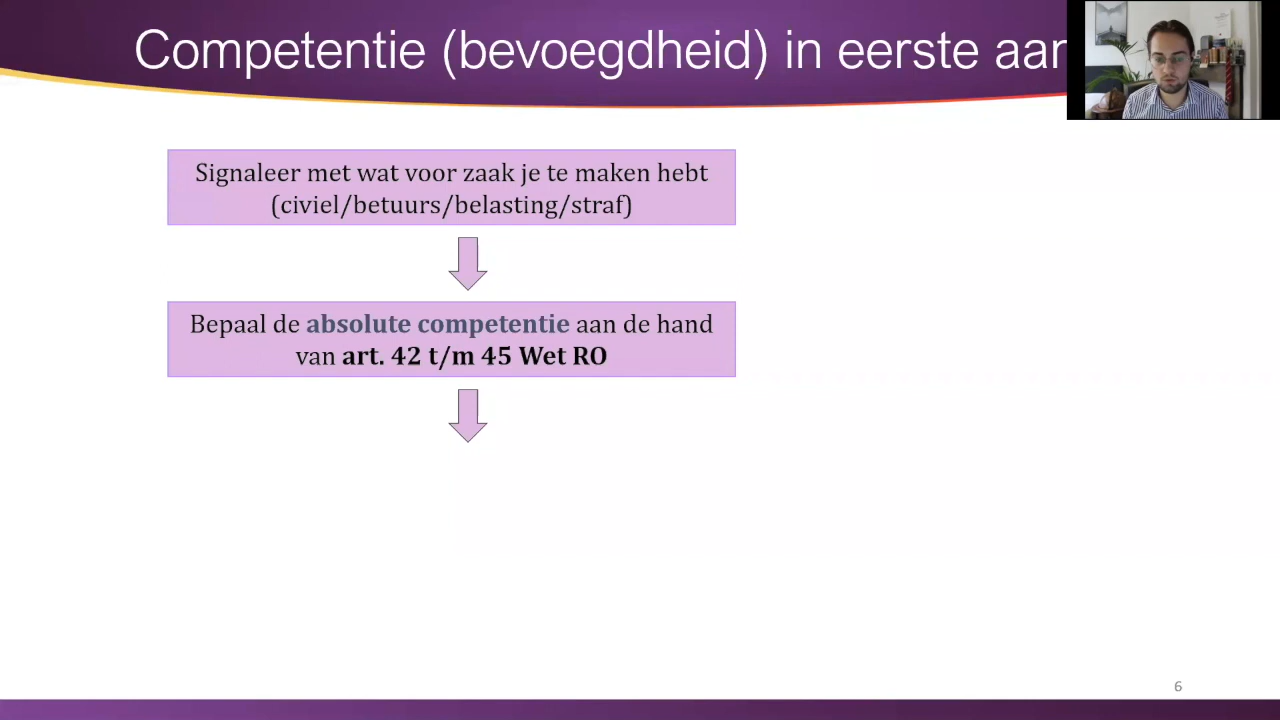 Competentie (bevoegdheid) in eerste
Signaleer met wat voor zaak je te maken hebt
(civiel/betuurs/belasting/straf)
Bepaal de absolute competentie aan de hand
van art. 42 t/m 45 Wet RO
6